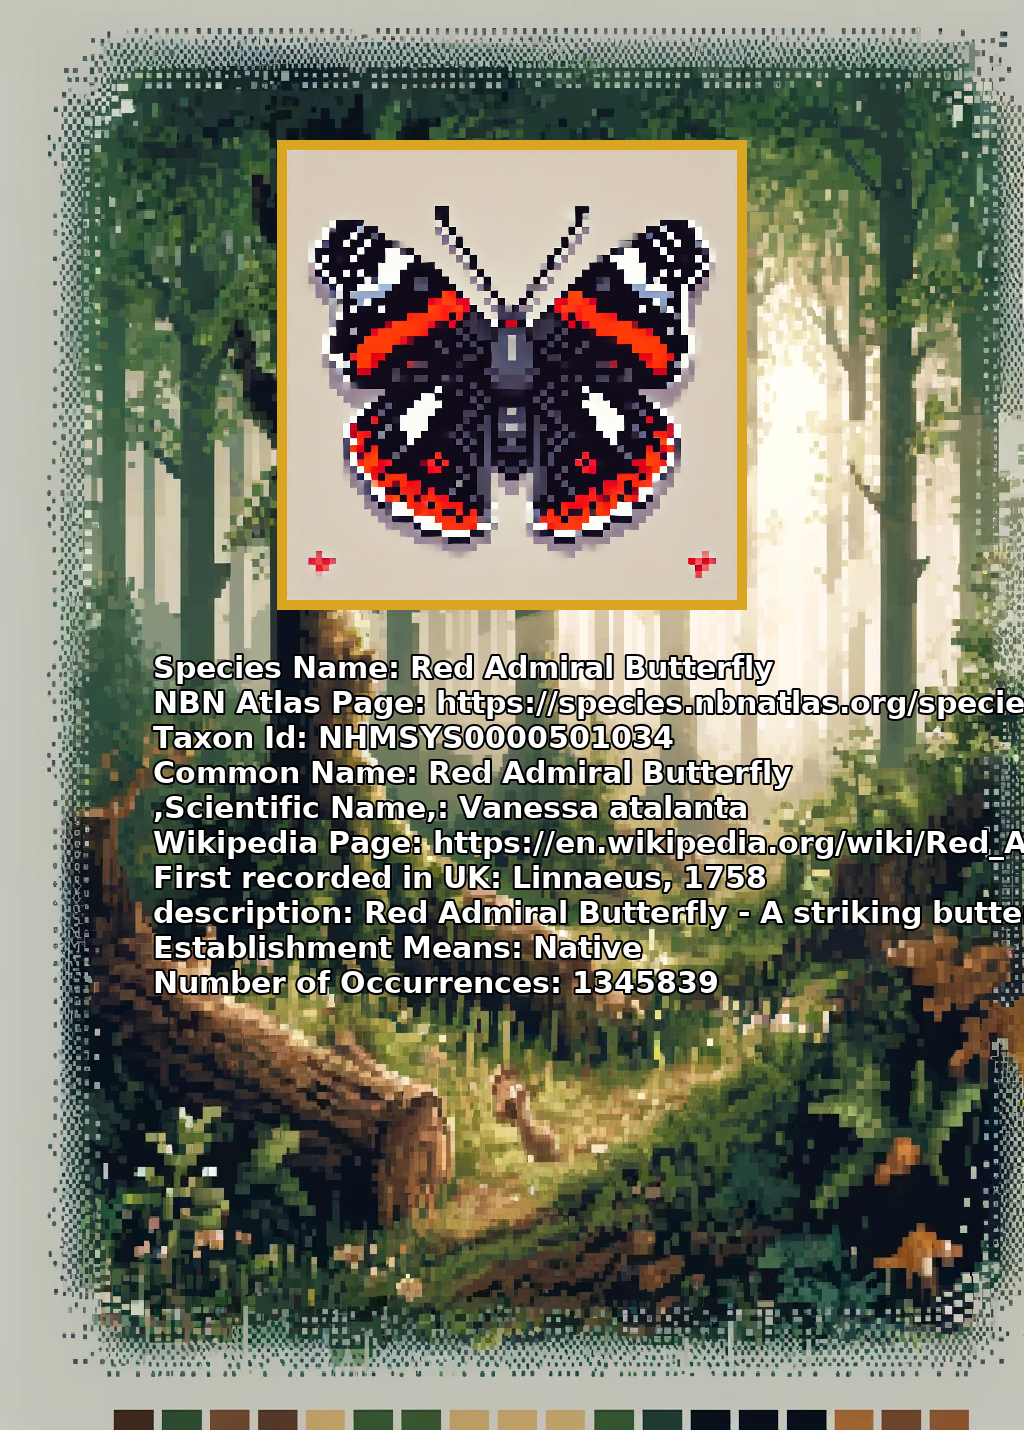 Species Name: Red Admiral Butterfly
NBN Atlas Page: https://species.nbnatlas.org/specie
Taxon Id: NHMSYS0000501034
Common Name: Red Admiral Butterfly
,Scientific Name,: Vanessa atalanta
Wikipedia Page: https://en.wikipedia.org/wiki/Red_A
First recorded in UK: Linnaeus, 1758
description: Red Admiral Butterfly - A striking butte
Establishment Means: Native
Number of Occurrences: 1345839